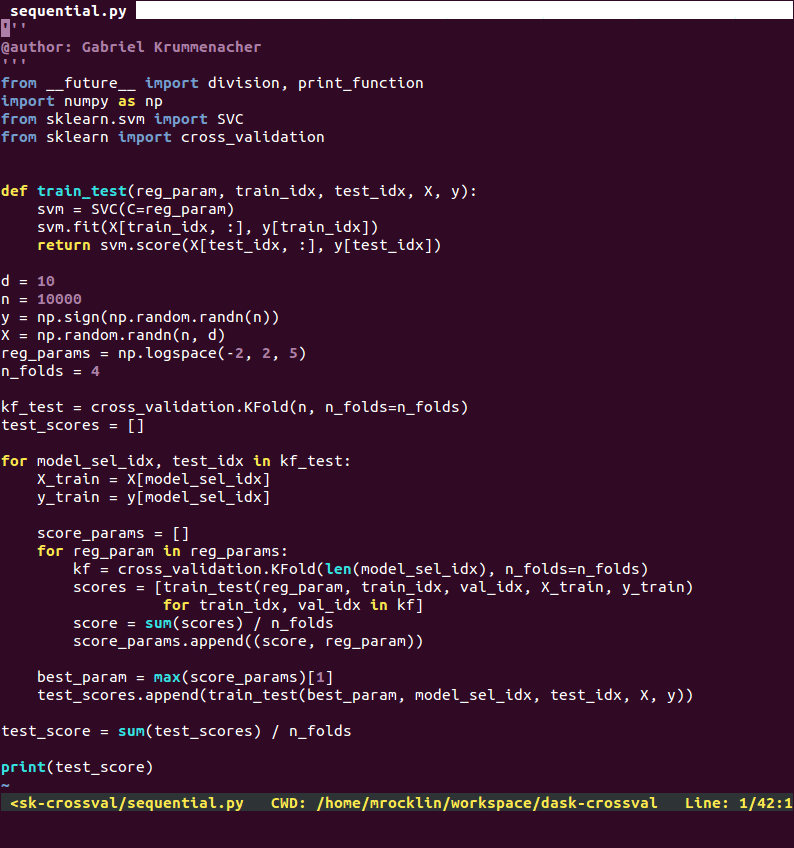 sequential.py
'''
@author: Gabriel Krummenacher
'''
from __future__ import division, print_function
import numpy as np
from sklearn.svm import SVC
from sklearn import cross_validation

def train_test(reg_param, train_idx, test_idx, X, y):
    svm = SVC(C=reg_param)
    svm.fit(X[train_idx, :], y[train_idx])
    return svm.score(X[test_idx, :], y[test_idx])

d = 10
n = 10000
y = np.sign(np.random.randn(n))
X = np.random.randn(n, d)
reg_params = np.logspace(-2, 2, 5)
n_folds = 4

kf_test = cross_validation.KFold(n, n_folds=n_folds)
test_scores = []

for model_sel_idx, test_idx in kf_test:
    X_train = X[model_sel_idx]
    y_train = y[model_sel_idx]

    score_params = []
    for reg_param in reg_params:
        kf = cross_validation.KFold(len(model_sel_idx), n_folds=n_folds)
        scores = [train_test(reg_param, train_idx, val_idx, X_train, y_train)
                  for train_idx, val_idx in kf]
        score = sum(scores) / n_folds
        score_params.append((score, reg_param))

    best_param = max(score_params)[1]
    test_scores.append(train_test(best_param, model_sel_idx, test_idx, X, y))

test_score = sum(test_scores) / n_folds

print(test_score)
~
<sk-crossval/sequential.py   CWD: /home/mrocklin/workspace/dask-crossval   Line: 1/42:1